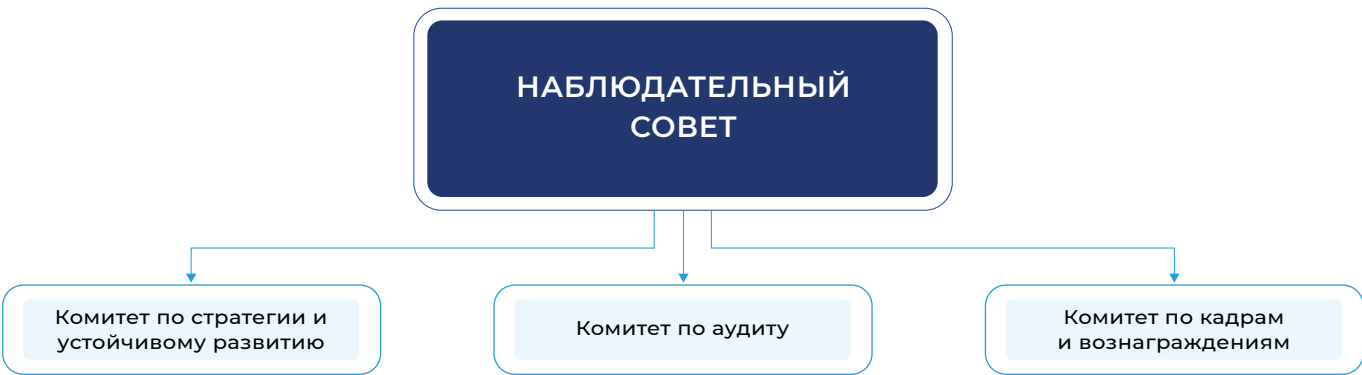 НАБЛЮДАТЕЛЬНЫЙ
СОВЕТ
Комитет по стратегии и
устойчивому развитию
Комитет по аудиту
Комитет по кадрам
и вознаграждениям